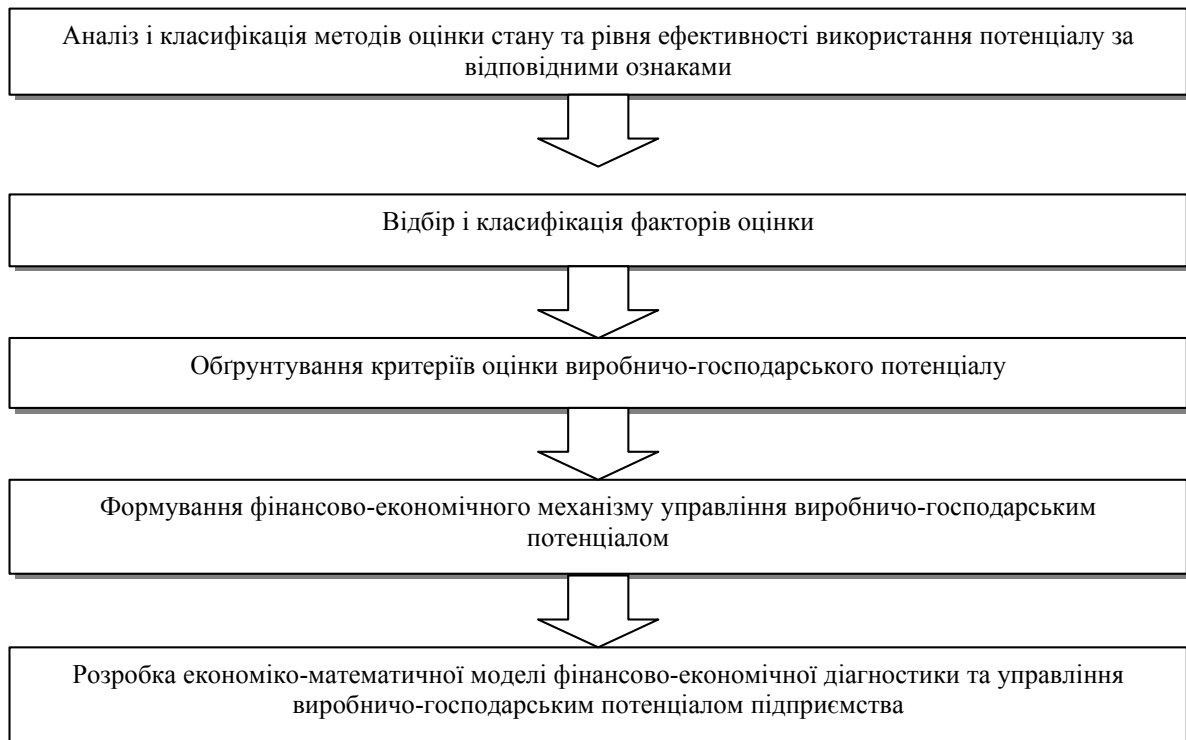 Аналіз і класифікація методів оцінки стану та рівня ефективності використання потенціалу за
відповідними ознаками
Відбір і класифікація факторів оцінки
Обґрунтування критеріїв оцінки виробничо-господарського потенціалу
Формування фінансово-економічного механізму управління виробничо-господарським
потенціалом
Розробка економіко-математичної моделі фінансово-економічної діагностики та управління
виробничо-господарським потенціалом підприємства